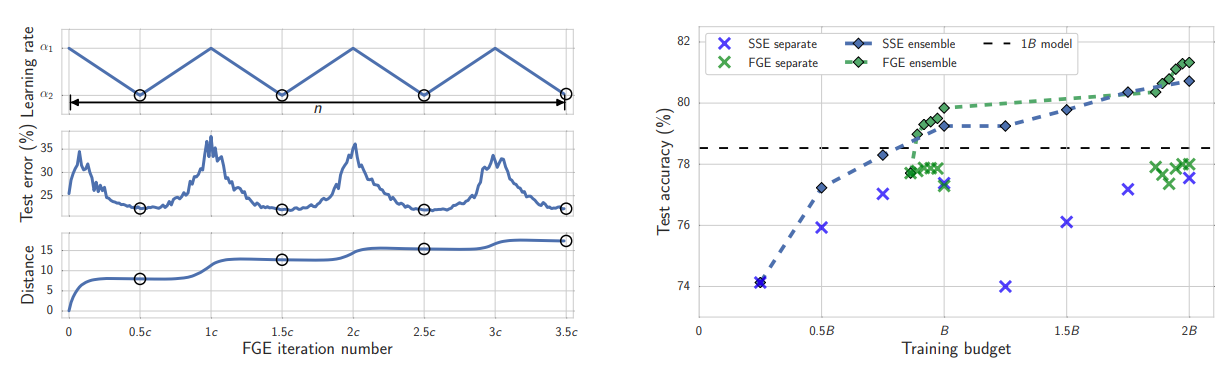 Learning rate
α1
α2
n
Test error (%)
35
30
25
Distance
15
10
5
0
0 0.5c 1c 1.5c 2c 2.5c 3c 3.5c
FGE iteration number
Test accuracy (%)
82
80
78
76
74
SSE separate SSE ensemble 1B model
FGE separate FGE ensemble
0 0.5B B 1.5B 2B
Training budget